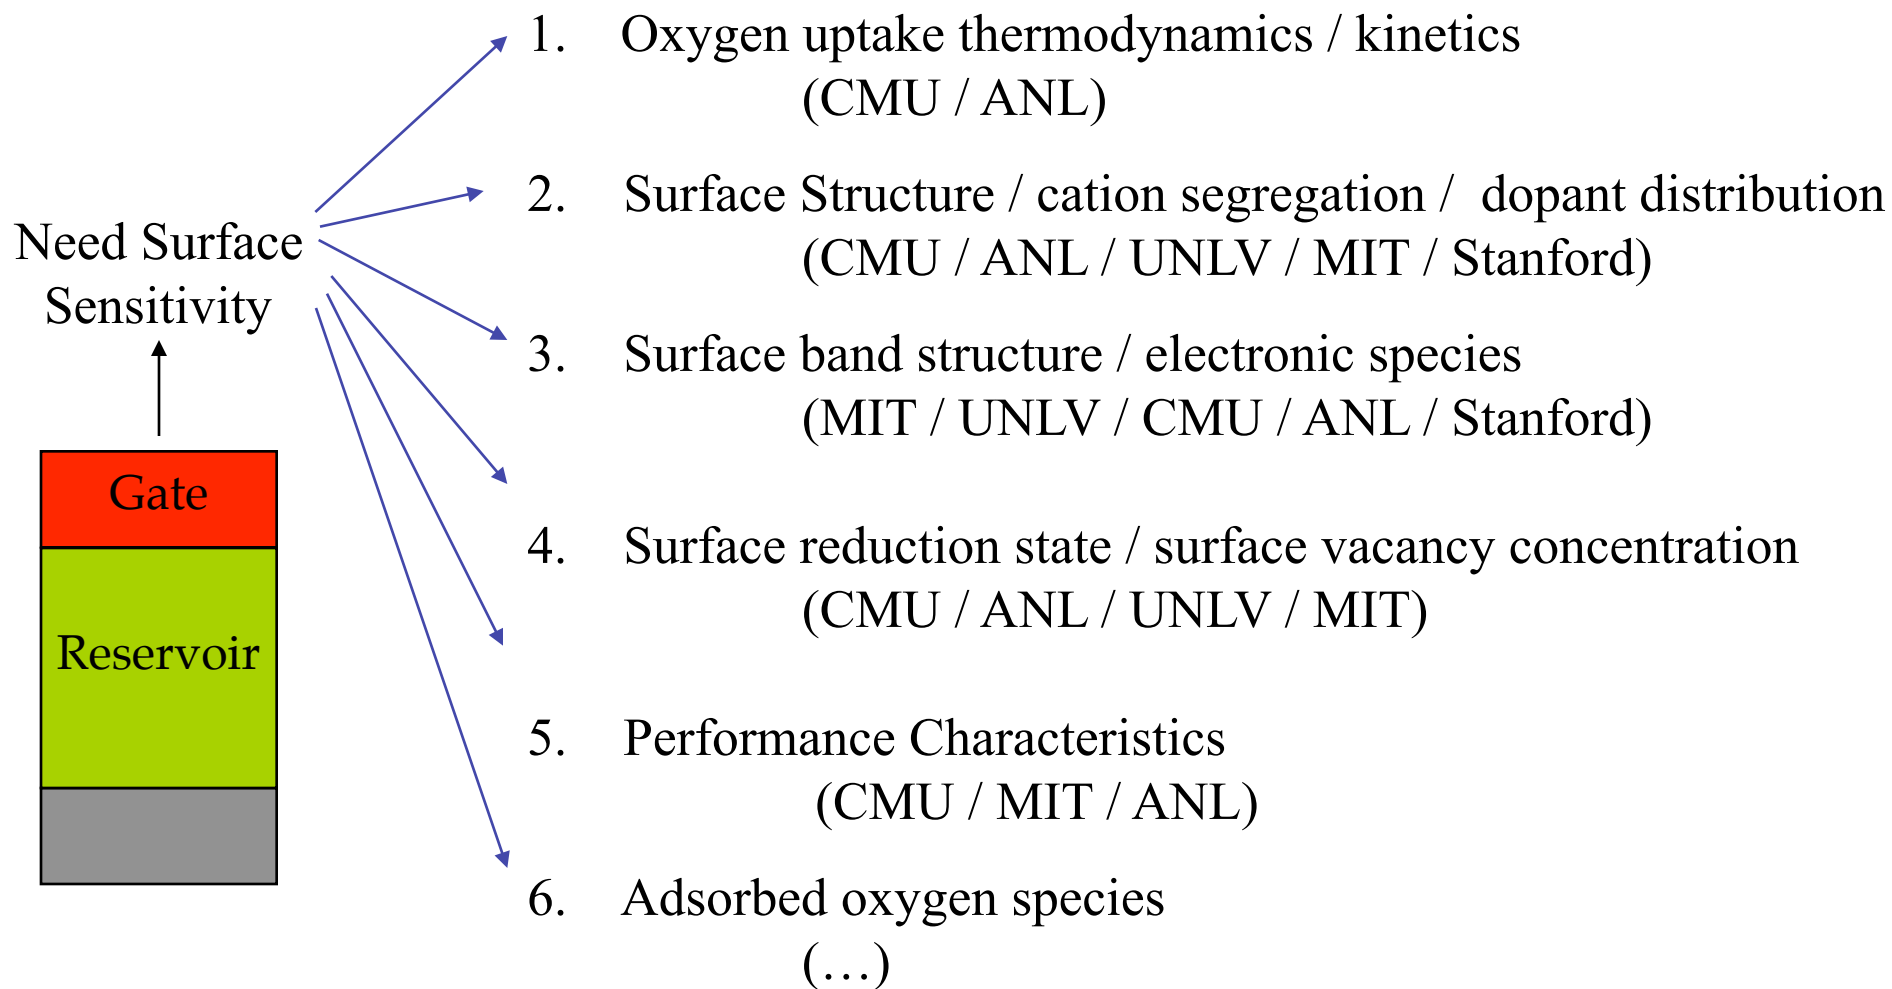 Need Surface
Sensitivity
Gate
Reservoir
1. Oxygen uptake thermodynamics / kinetics
(CMU / ANL)
2. Surface Structure / cation segregation / dopant distribution
(CMU / ANL / UNLV / MIT / Stanford)
3. Surface band structure / electronic species
(MIT / UNLV / CMU / ANL / Stanford)
4. Surface reduction state / surface vacancy concentration
(CMU / ANL / UNLV / MIT)
5. Performance Characteristics
(CMU / MIT / ANL)
6. Adsorbed oxygen species
(…)